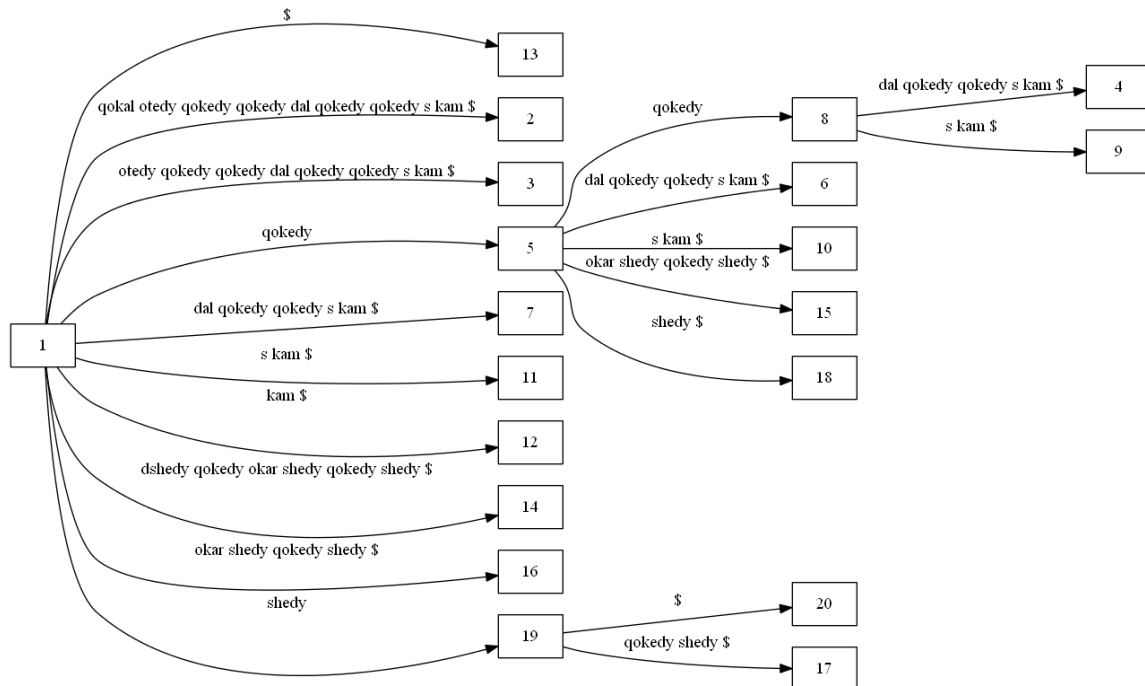 $
13
qokal otedy qokedy qokedy dal qokedy qokedy s kam $
2
otedy qokedy qokedy dal qokedy qokedy s kam $
3
qokedy
5
dal qokedy qokedy s kam $
7
1
s kam $
11
kam $
12
dshedy qokedy okar shedy qokedy shedy $
14
okar shedy qokedy shedy $
16
shedy
19
qokedy
8
dal qokedy qokedy s kam $
6
s kam $
10
okar shedy qokedy shedy $
15
shedy $
18
$
20
qokedy shedy $
17
dal qokedy qokedy s kam $
4
s kam $
9